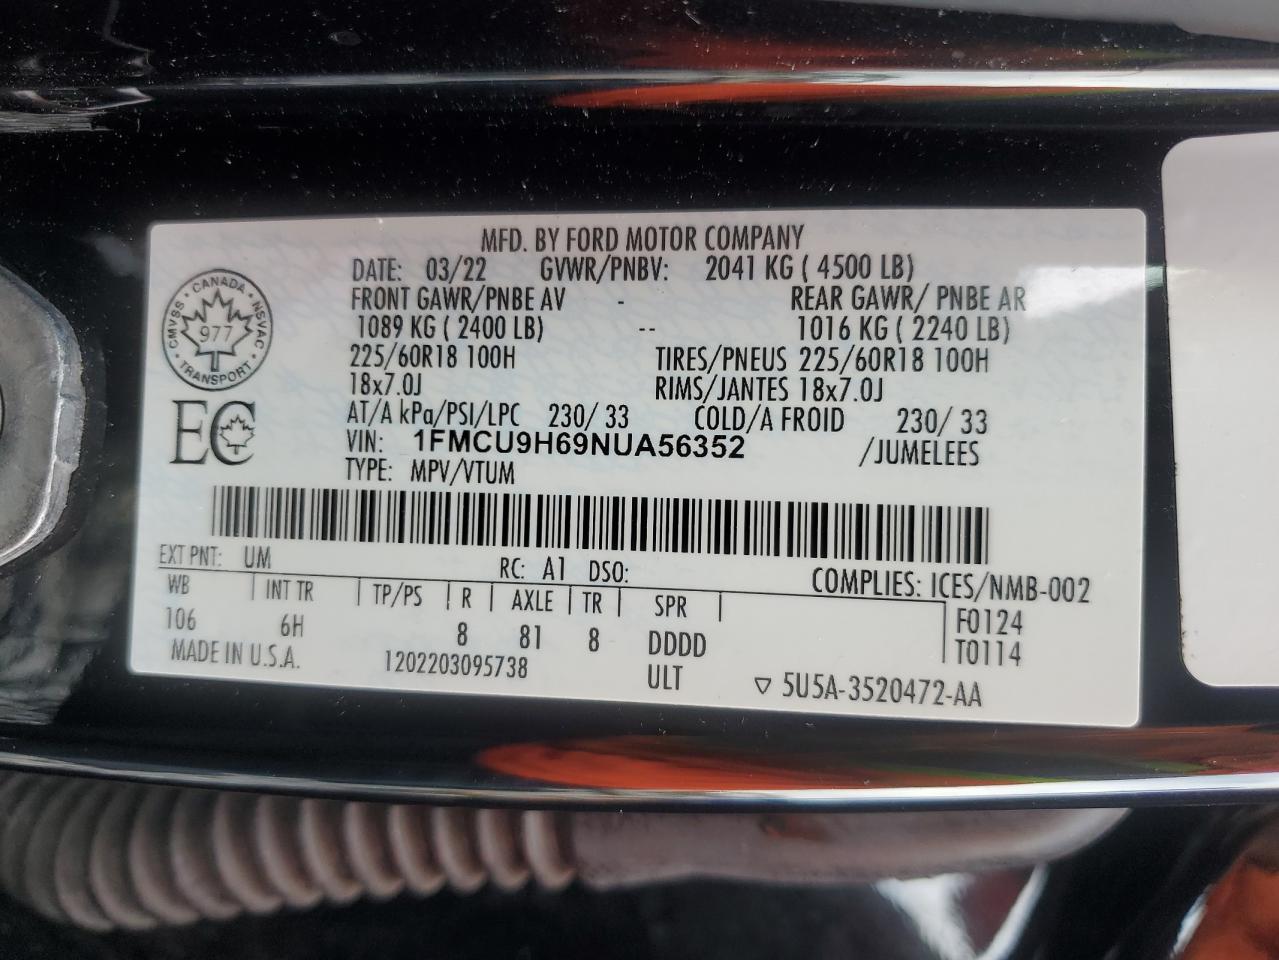 MFD. BY FORD MOTOR COMPANY
DATE: 03/22 GVWR/PNBV: 2041 KG ( 4500 LB)
FRONT GAWR/PNBE AV - REAR GAWR/ PNBE AR
1089 KG ( 2400 LB) -- 1016 KG ( 2240 LB)
225/60R18 100H TIRES/PNEUS 225/60R18 100H
18x7.0J RIMS/JANTES 18x7.0J
AT/A kPa/PSI/LPC 230/ 33 COLD/A FROID 230/ 33
VIN: 1FMCU9H69NUA56352 /JUMELEES
TYPE: MPV/VTUM
CANADA
CMVSS NSVAC
977
TRANSPORT
EC
EXT PNT: UM RC: A1 DSO: COMPLIES: ICES/NMB-002
WB | INT TR | TP/PS | R | AXLE | TR | SPR | F0124
106 6H 8 81 8 DDDD T0114
MADE IN U.S.A. 1202203095738 ULT ▽ 5U5A-3520472-AA